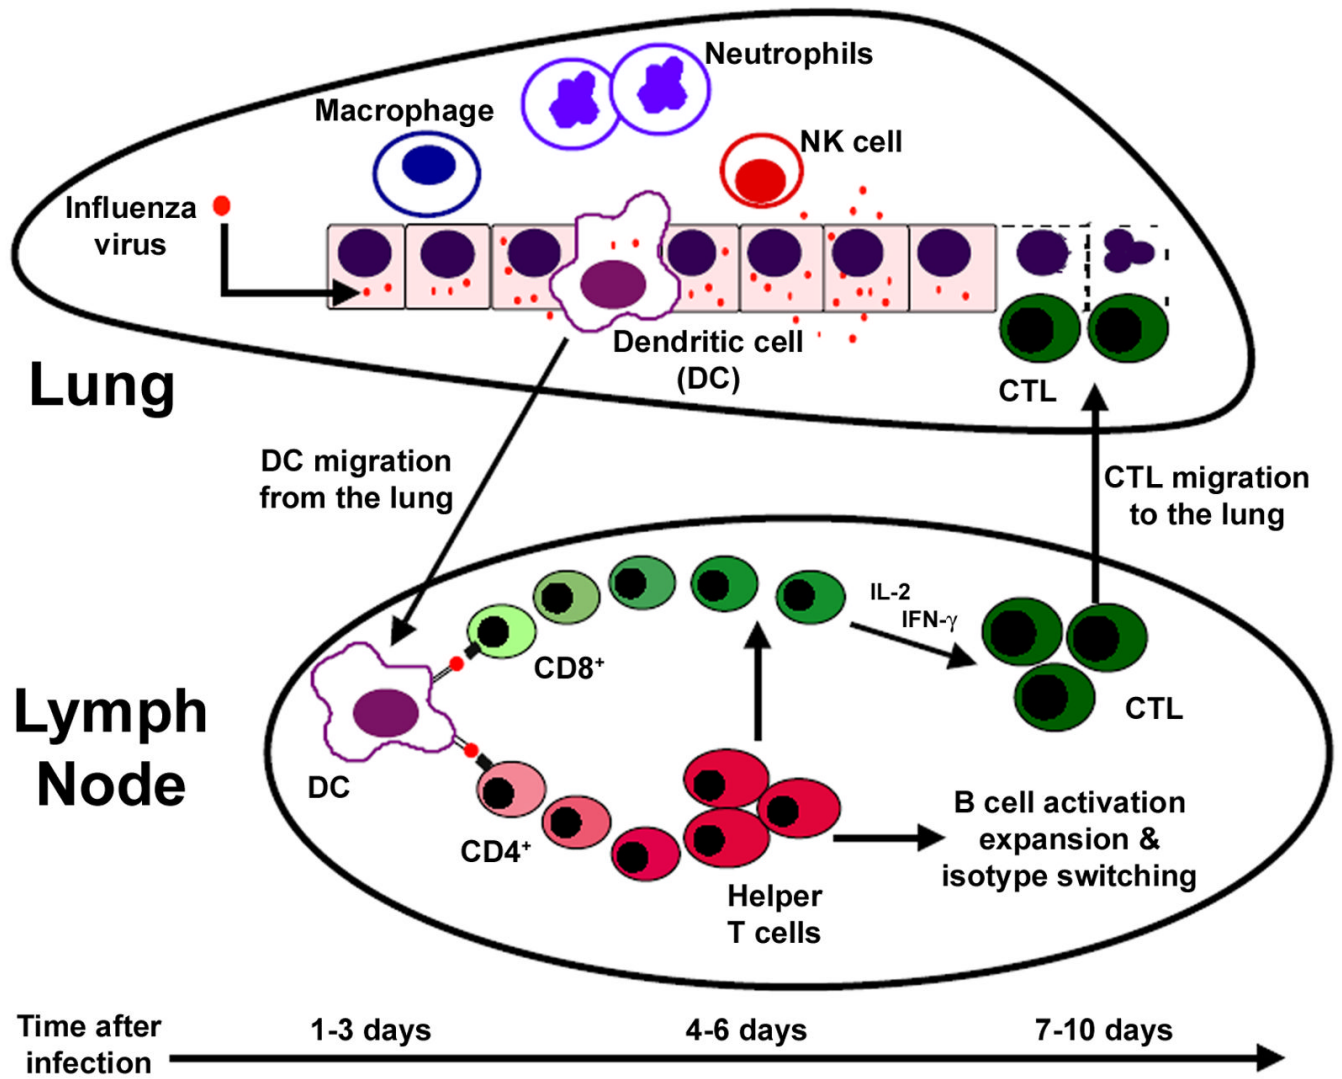 Neutrophils
Macrophage
NK cell
Influenza
virus
Dendritic cell
(DC)
CTL
Lung
DC migration
from the lung
CTL migration
to the lung
IL-2
IFN-γ
CD8⁺
CTL
Lymph
Node
DC
CD4⁺
B cell activation
expansion &
isotype switching
Helper
T cells
Time after
infection
1-3 days
4-6 days
7-10 days